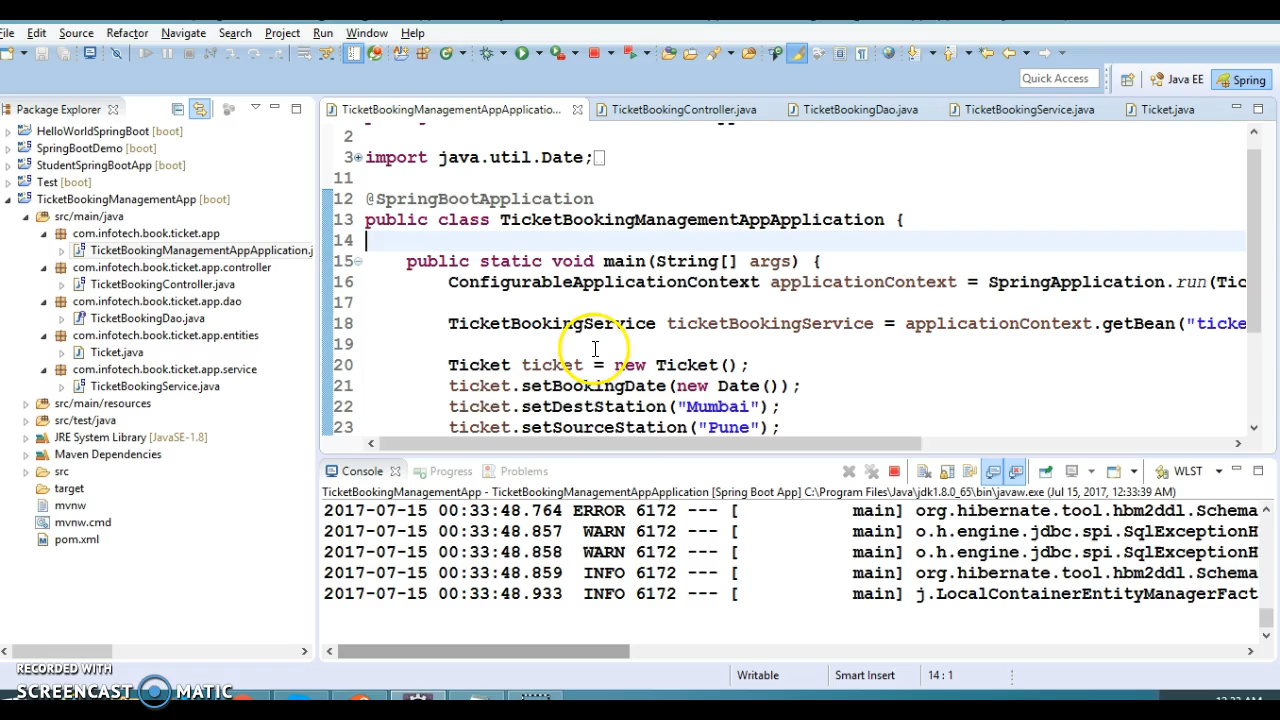 File Edit Source Refactor Navigate Search Project Run Window Help
Quick Access Java EE Spring
Package Explorer
HelloWorldSpringBoot [boot]
SpringBootDemo [boot]
StudentSpringBootApp [boot]
Test [boot]
TicketBookingManagementApp [boot]
src/main/java
com.infotech.book.ticket.app
TicketBookingManagementAppApplication.j
com.infotech.book.ticket.app.controller
TicketBookingController.java
com.infotech.book.ticket.app.dao
TicketBookingDao.java
com.infotech.book.ticket.app.entities
Ticket.java
com.infotech.book.ticket.app.service
TicketBookingService.java
src/main/resources
src/test/java
JRE System Library [JavaSE-1.8]
Maven Dependencies
src
target
mvnw
mvnw.cmd
pom.xml
TicketBookingManagementAppApplicatio... TicketBookingController.java TicketBookingDao.java TicketBookingService.java Ticket.java
2
3 import java.util.Date;
11
12 @SpringBootApplication
13 public class TicketBookingManagementAppApplication {
14
15 public static void main(String[] args) {
16 ConfigurableApplicationContext applicationContext = SpringApplication.run(Tic
17
18 TicketBookingService ticketBookingService = applicationContext.getBean("ticke
19
20 Ticket ticket = new Ticket();
21 ticket.setBookingDate(new Date());
22 ticket.setDestStation("Mumbai");
23 ticket.setSourceStation("Pune");
Console Progress Problems WLST
TicketBookingManagementApp - TicketBookingManagementAppApplication [Spring Boot App] C:\Program Files\Java\jdk1.8.0_65\bin\javaw.exe (Jul 15, 2017, 12:33:39 AM)
2017-07-15 00:33:48.764 ERROR 6172 --- [ main] org.hibernate.tool.hbm2ddl.Schema
2017-07-15 00:33:48.857 WARN 6172 --- [ main] o.h.engine.jdbc.spi.SqlExceptionH
2017-07-15 00:33:48.858 WARN 6172 --- [ main] o.h.engine.jdbc.spi.SqlExceptionH
2017-07-15 00:33:48.859 INFO 6172 --- [ main] org.hibernate.tool.hbm2ddl.Schema
2017-07-15 00:33:48.933 INFO 6172 --- [ main] j.LocalContainerEntityManagerFact
Writable Smart Insert 14 : 1
RECORDED WITH
SCREENCAST MATIC